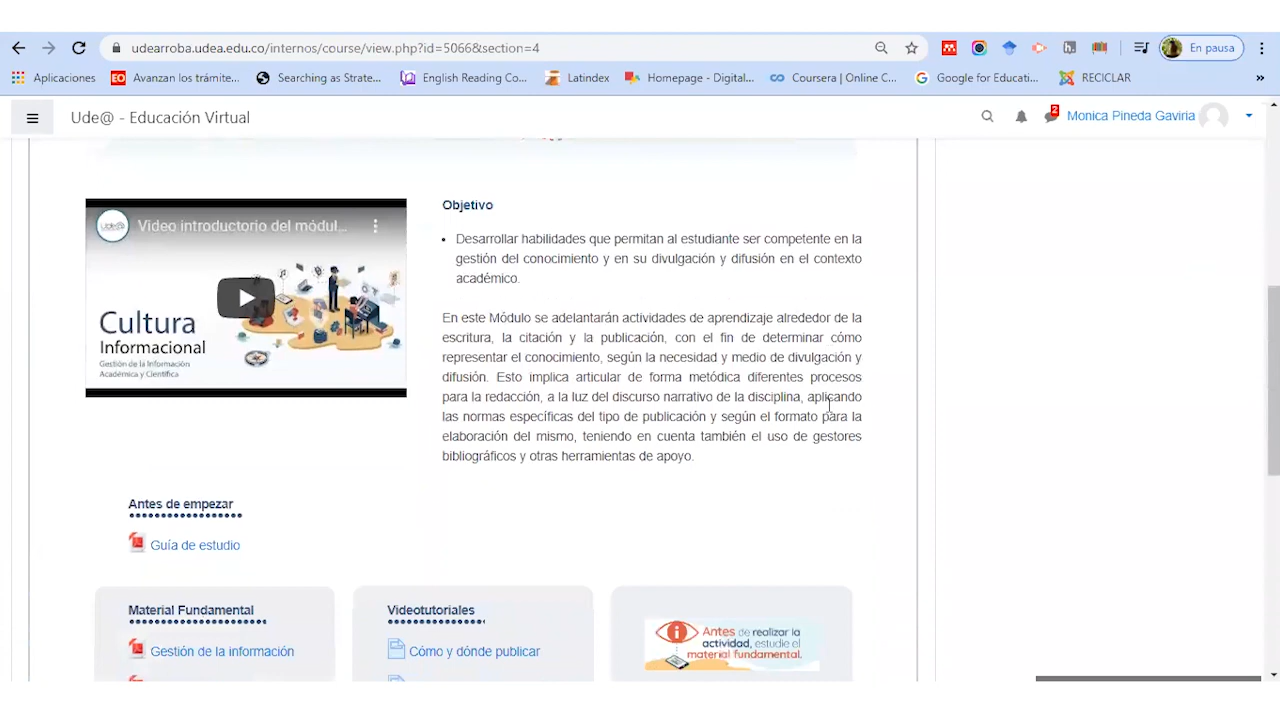 udearroba.udea.edu.co/internos/course/view.php?id=5066&section=4
En pausa
Aplicaciones
Avanzan los trámite...
Searching as Strate...
English Reading Co...
Latindex
Homepage - Digital...
Coursera | Online C...
Google for Educati...
RECICLAR
»
Ude@ - Educación Virtual
2
Monica Pineda Gaviria
Video introductorio del módul...
Cultura
Informacional
Gestión de la Información
Académica y Científica
Objetivo
Desarrollar habilidades que permitan al estudiante ser competente en la
gestión del conocimiento y en su divulgación y difusión en el contexto
académico.
En este Módulo se adelantarán actividades de aprendizaje alrededor de la
escritura, la citación y la publicación, con el fin de determinar cómo
representar el conocimiento, según la necesidad y medio de divulgación y
difusión. Esto implica articular de forma metódica diferentes procesos
para la redacción, a la luz del discurso narrativo de la disciplina, aplicando
las normas específicas del tipo de publicación y según el formato para la
elaboración del mismo, teniendo en cuenta también el uso de gestores
bibliográficos y otras herramientas de apoyo.
Antes de empezar
Guía de estudio
Material Fundamental
Gestión de la información
Videotutoriales
Cómo y dónde publicar
Antes de realizar la
actividad, estudie el
material fundamental.